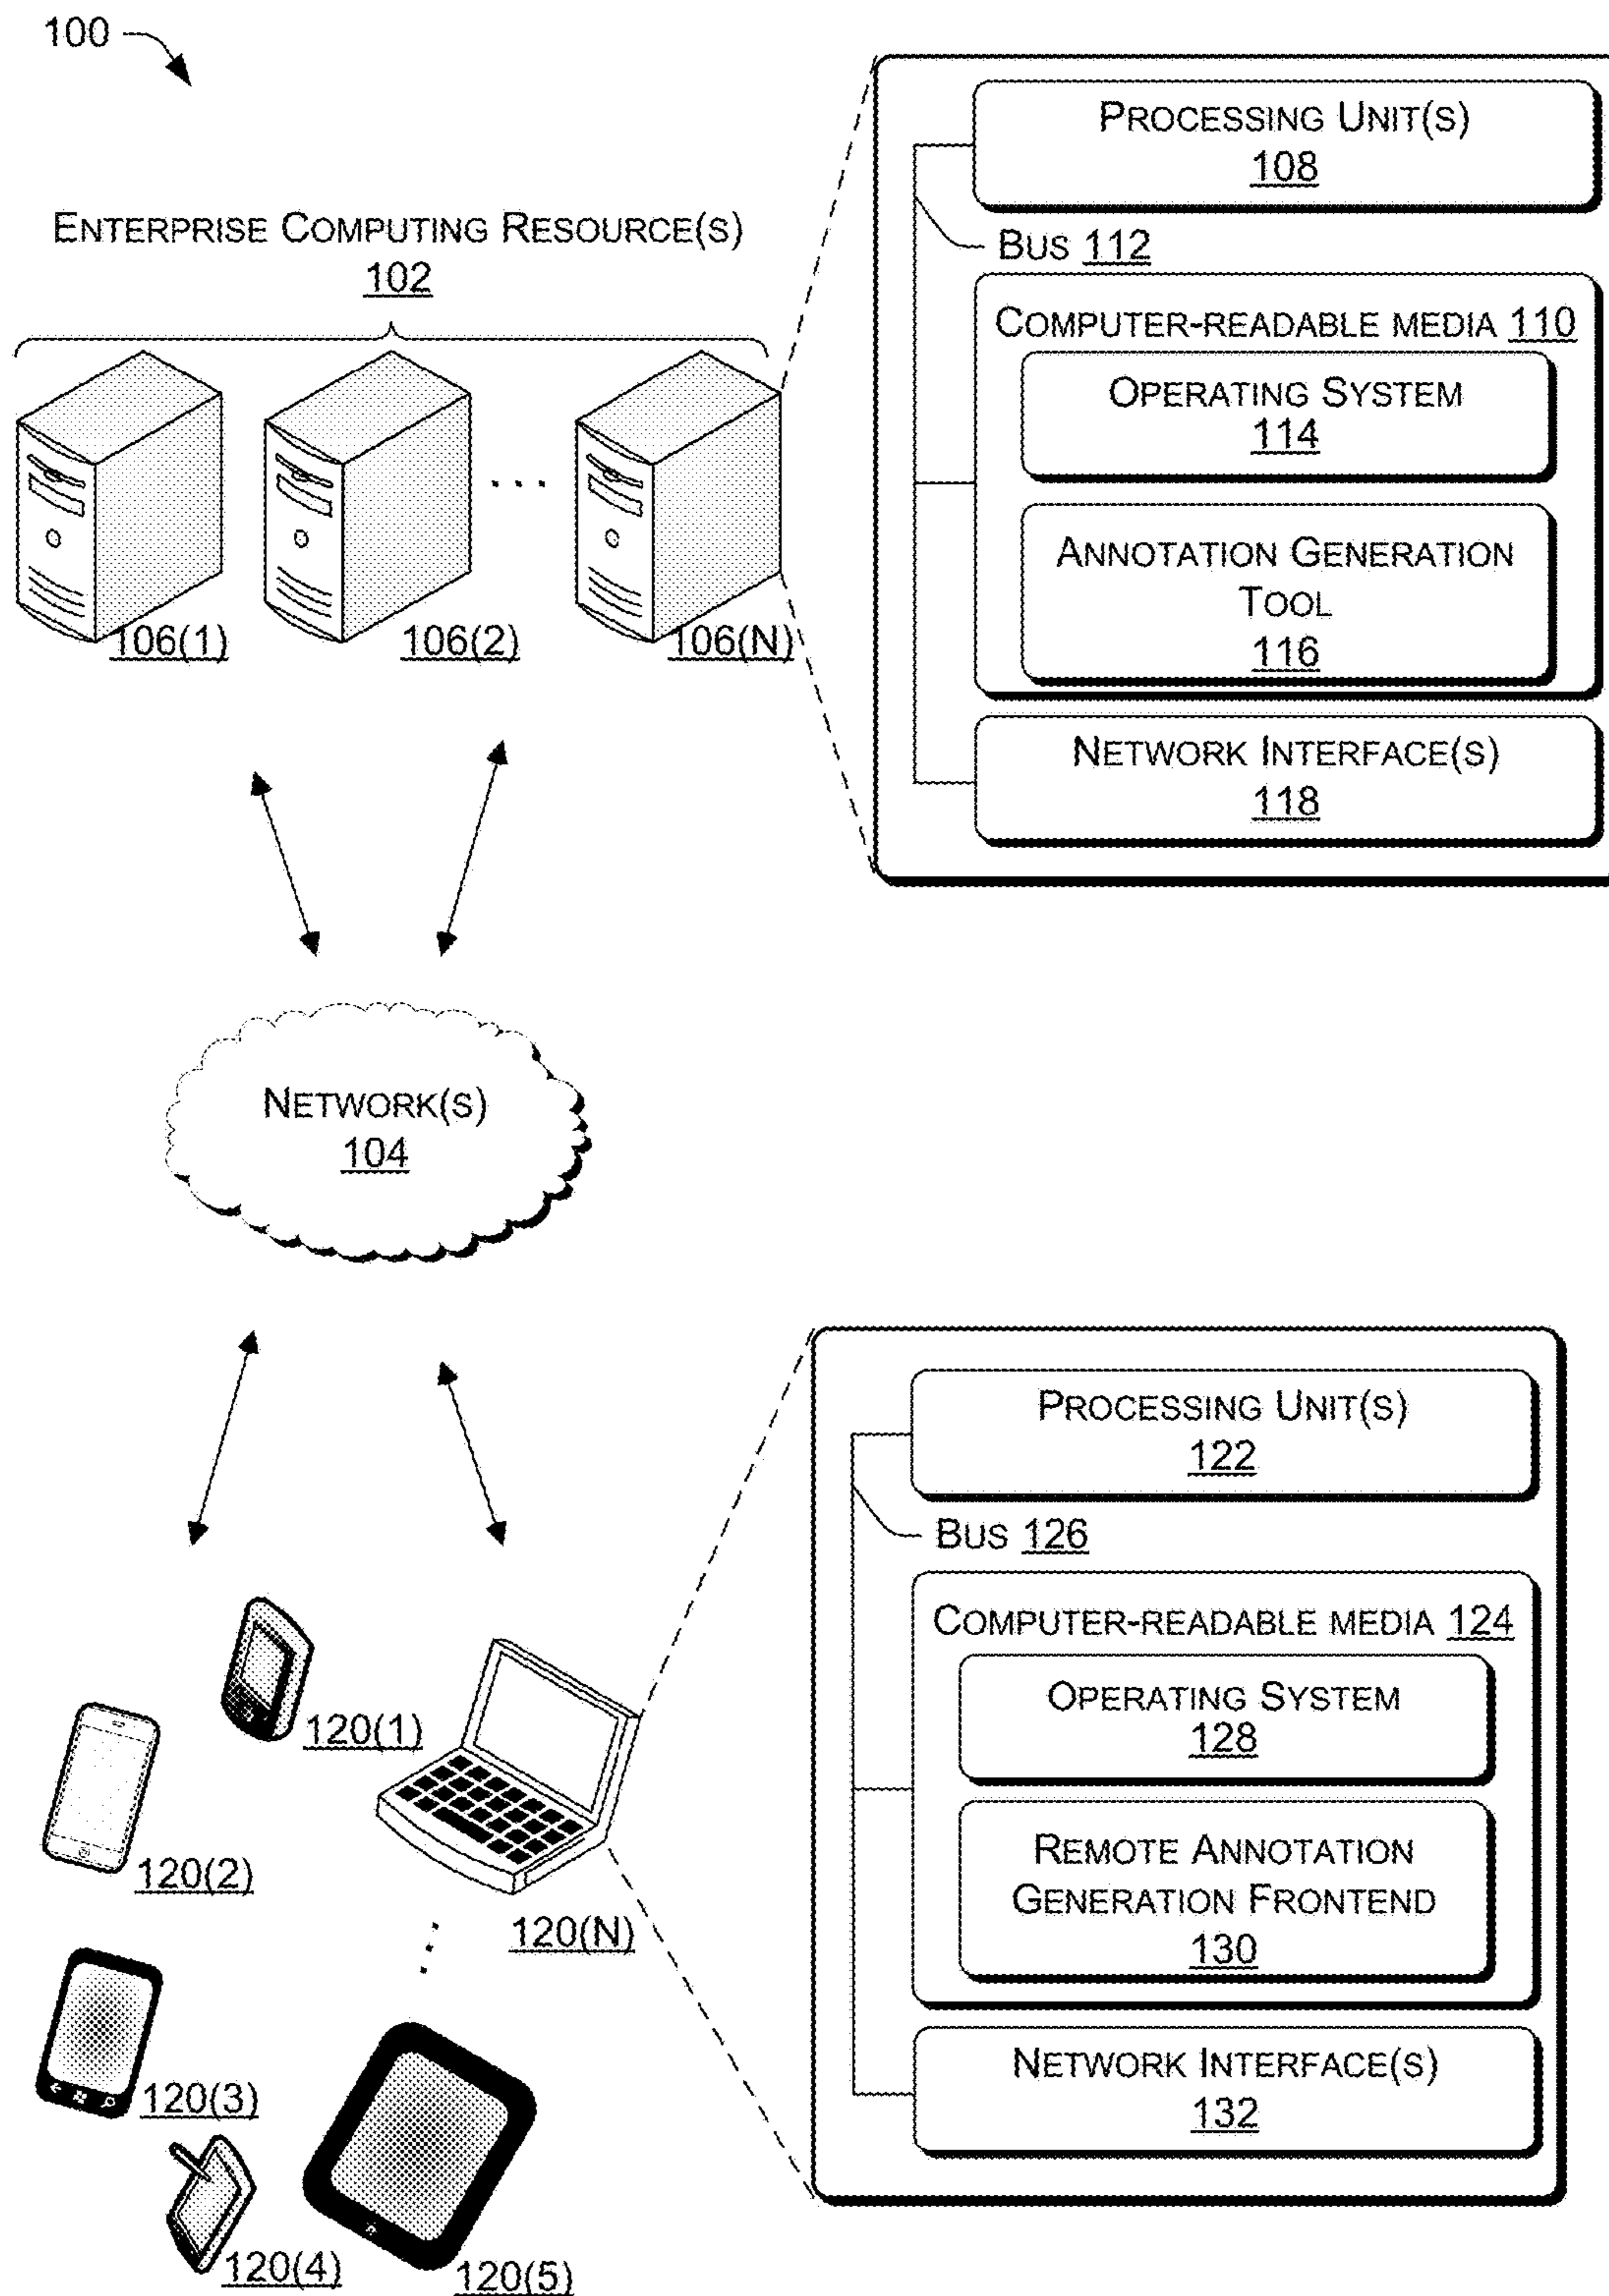 100
ENTERPRISE COMPUTING RESOURCE(S)
102
106(1)
106(2)
...
106(N)
PROCESSING UNIT(S)
108
BUS 112
COMPUTER-READABLE MEDIA 110
OPERATING SYSTEM
114
ANNOTATION GENERATION
TOOL
116
NETWORK INTERFACE(S)
118
NETWORK(S)
104
120(1)
120(2)
120(N)
...
120(3)
120(4)
120(5)
PROCESSING UNIT(S)
122
BUS 126
COMPUTER-READABLE MEDIA 124
OPERATING SYSTEM
128
REMOTE ANNOTATION
GENERATION FRONTEND
130
NETWORK INTERFACE(S)
132